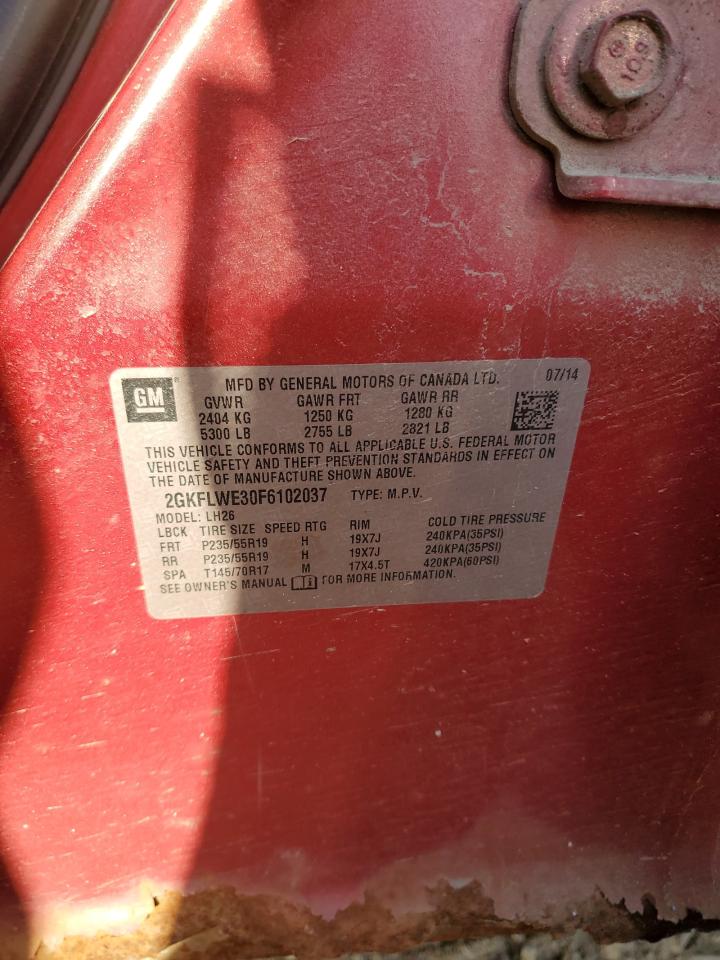 10.9
GM
MFD BY GENERAL MOTORS OF CANADA LTD. 07/14
GVWR GAWR FRT GAWR RR
2404 KG 1250 KG 1280 KG
5300 LB 2755 LB 2821 LB
THIS VEHICLE CONFORMS TO ALL APPLICABLE U.S. FEDERAL MOTOR
VEHICLE SAFETY AND THEFT PREVENTION STANDARDS IN EFFECT ON
THE DATE OF MANUFACTURE SHOWN ABOVE.
2GKFLWE30F6102037 TYPE: M.P.V.
MODEL: LH26
LBCK TIRE SIZE SPEED RTG RIM COLD TIRE PRESSURE
FRT P235/55R19 H 19X7J 240KPA(35PSI)
RR P235/55R19 H 19X7J 240KPA(35PSI)
SPA T145/70R17 M 17X4.5T 420KPA(60PSI)
SEE OWNER'S MANUAL FOR MORE INFORMATION.